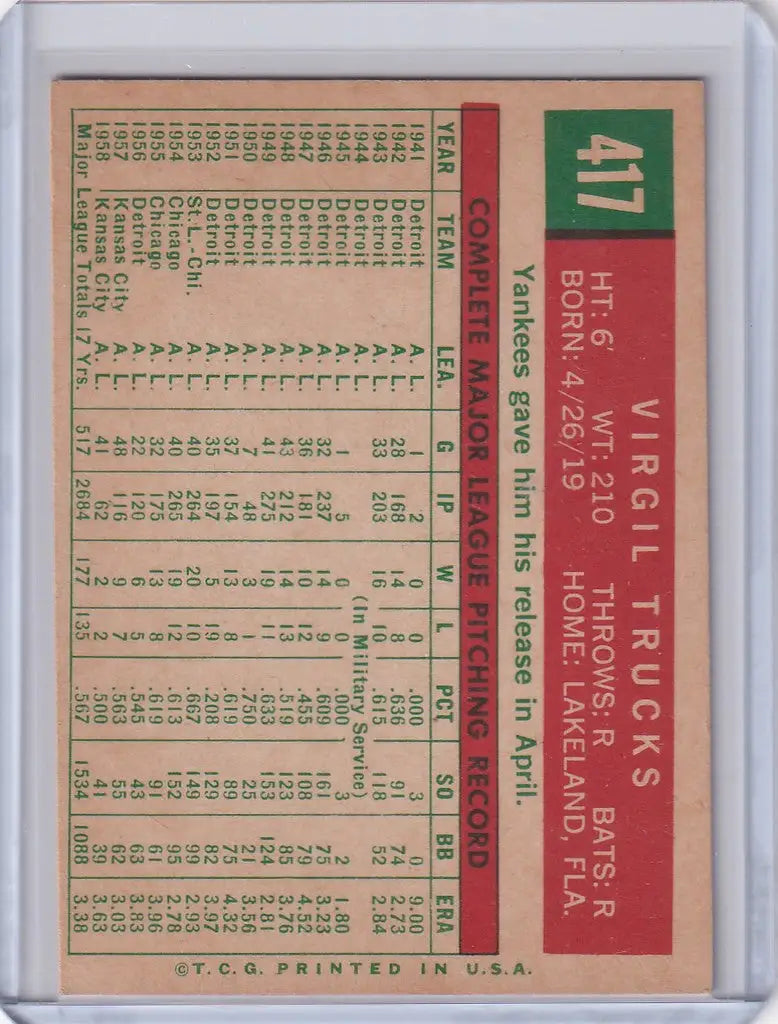 417
VIRGIL TRUCKS
HT: 6' WT: 210 THROWS: R BATS: R
BORN: 4/26/19 HOME: LAKELAND, FLA.
Yankees gave him his release in April.
COMPLETE MAJOR LEAGUE PITCHING RECORD
YEAR TEAM LEA. G IP W L PCT SO BB ERA
1941 Detroit A. L. 1 2 0 0 .000 3 0 9.00
1942 Detroit A. L. 28 168 14 8 .636 91 74 2.73
1943 Detroit A. L. 33 203 16 10 .615 118 52 2.84
1944 Detroit A. L. (In Military Service)
1945 Detroit A. L. 1 5 0 0 .000 3 2 1.80
1946 Detroit A. L. 32 237 14 9 .609 161 75 3.23
1947 Detroit A. L. 36 181 10 12 .455 108 79 4.52
1948 Detroit A. L. 43 212 14 13 .519 123 85 3.76
1949 Detroit A. L. 41 275 19 11 .633 153 124 2.81
1950 Detroit A. L. 7 48 3 1 .750 25 21 3.56
1951 Detroit A. L. 37 154 13 8 .619 89 75 4.32
1952 Detroit A. L. 35 197 5 19 .208 129 82 3.97
1953 St. L.-Chi. A. L. 40 264 20 10 .667 149 99 2.93
1954 Chicago A. L. 40 265 19 12 .613 152 95 2.78
1955 Chicago A. L. 32 175 13 8 .619 91 61 3.96
1956 Detroit A. L. 22 120 6 5 .545 43 63 3.83
1957 Kansas City A. L. 48 116 9 7 .563 55 62 3.03
1958 Kansas City A. L. 41 62 2 2 .500 41 39 3.63
Major League Totals 17 Yrs. 517 2684 177 135 .567 1534 1088 3.38
©T.C.G. PRINTED IN U.S.A.